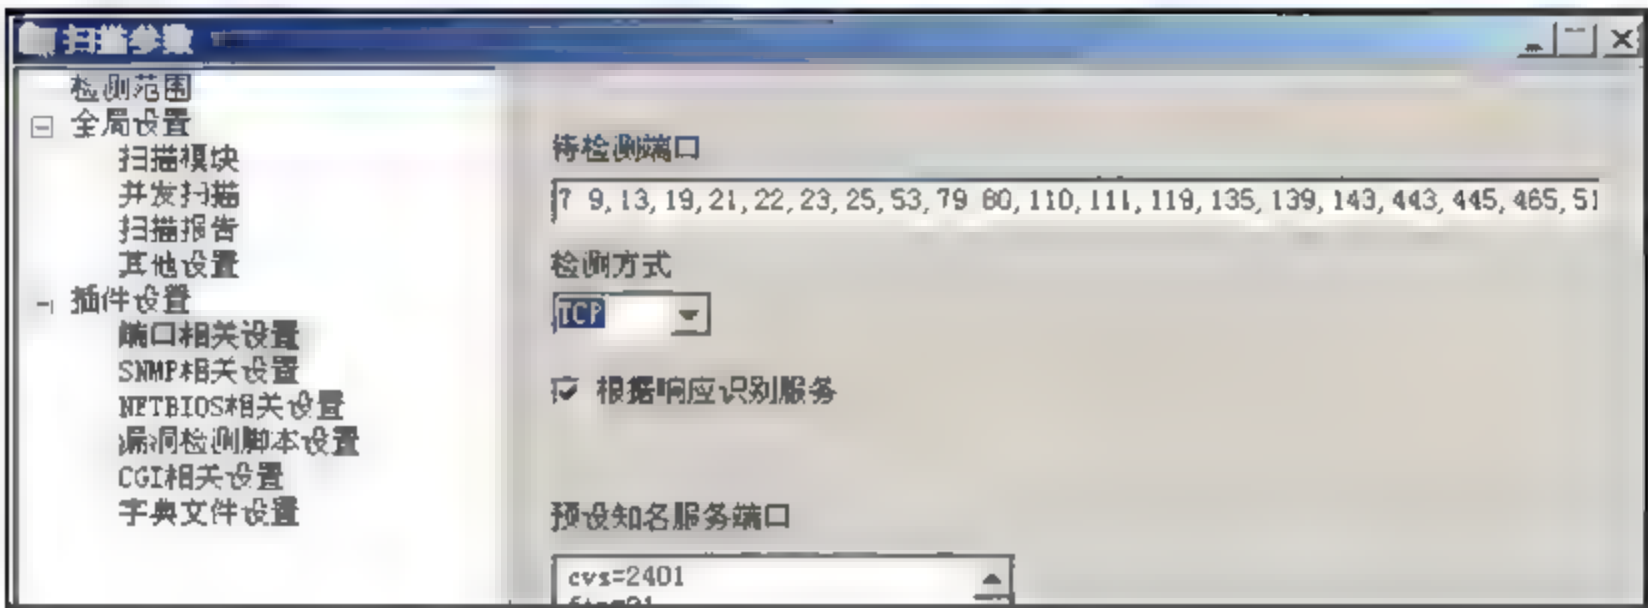 扫描参数
检测范围
全局设置
扫描模块
并发扫描
扫描报告
其他设置
插件设置
端口相关设置
SNMP相关设置
NETBIOS相关设置
漏洞检测脚本设置
CGI相关设置
字典文件设置
待检测端口
7,9,13,19,21,22,23,25,53,79,80,110,111,119,135,139,143,443,445,465,51
检测方式
TCP
根据响应识别服务
预设知名服务端口
cvs=2401